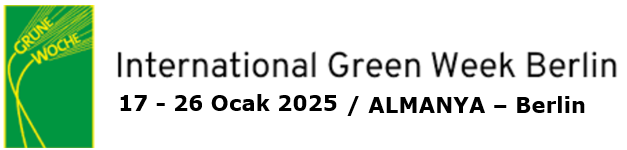 GRÜNE
WOCHE
International Green Week Berlin
17 - 26 Ocak 2025 / ALMANYA – Berlin